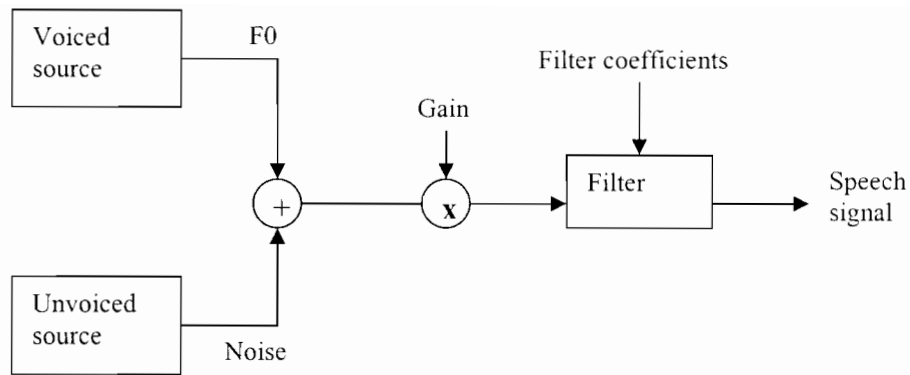 Voiced
source
F0
Filter coefficients
Gain
+
x
Filter
Speech
signal
Unvoiced
source
Noise